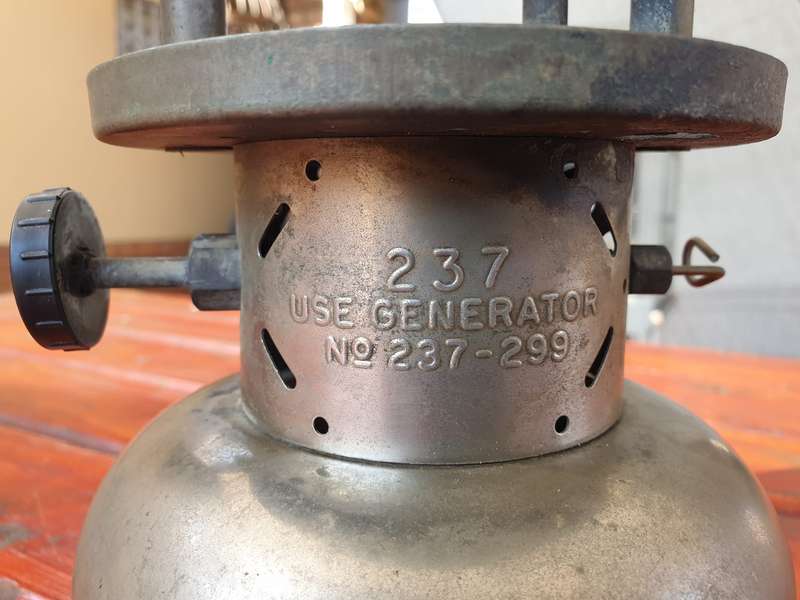 237
USE GENERATOR
Nº 237-299